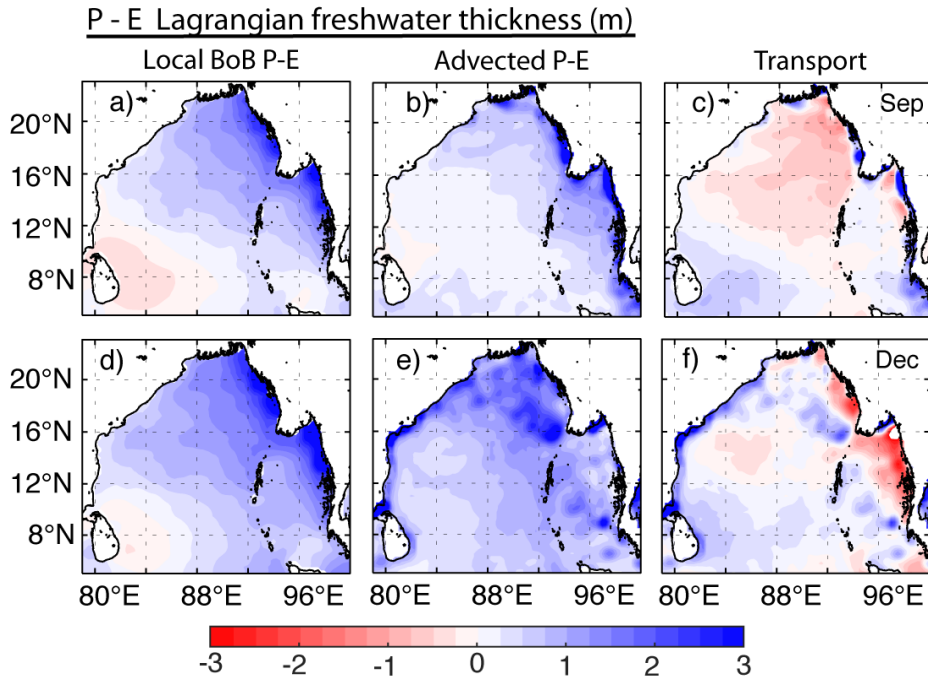 P - E Lagrangian freshwater thickness (m)
Local BoB P-E Advected P-E Transport
a) b) c) Sep
20°N
16°N
12°N
8°N
d) e) f) Dec
20°N
16°N
12°N
8°N
80°E 88°E 96°E 80°E 88°E 96°E 80°E 88°E 96°E
-3 -2 -1 0 1 2 3